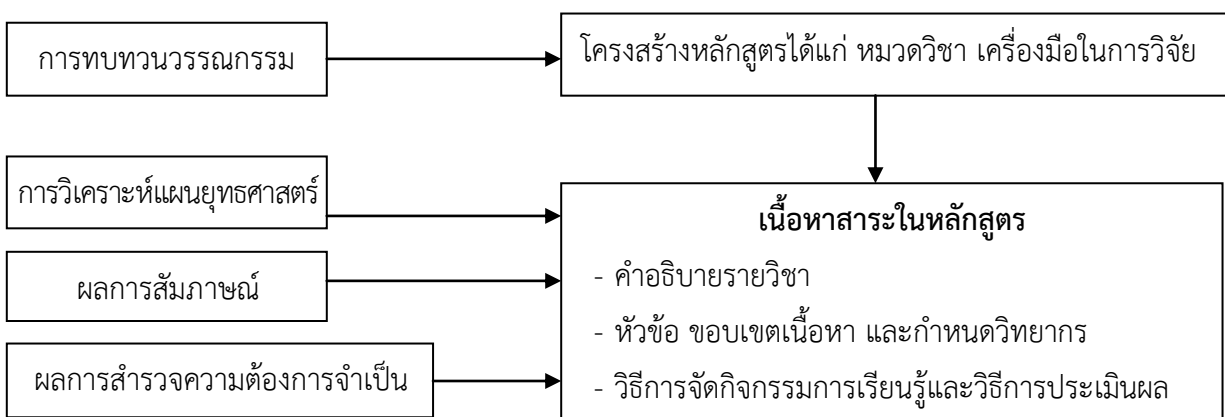 การทบทวนวรรณกรรม
โครงสร้างหลักสูตรได้แก่ หมวดวิชา เครื่องมือในการวิจัย
การวิเคราะห์แผนยุทธศาสตร์
ผลการสัมภาษณ์
ผลการสำรวจความต้องการจำเป็น
เนื้อหาสาระในหลักสูตร
- คำอธิบายรายวิชา
- หัวข้อ ขอบเขตเนื้อหา และกำหนดวิทยากร
- วิธีการจัดกิจกรรมการเรียนรู้และวิธีการประเมินผล